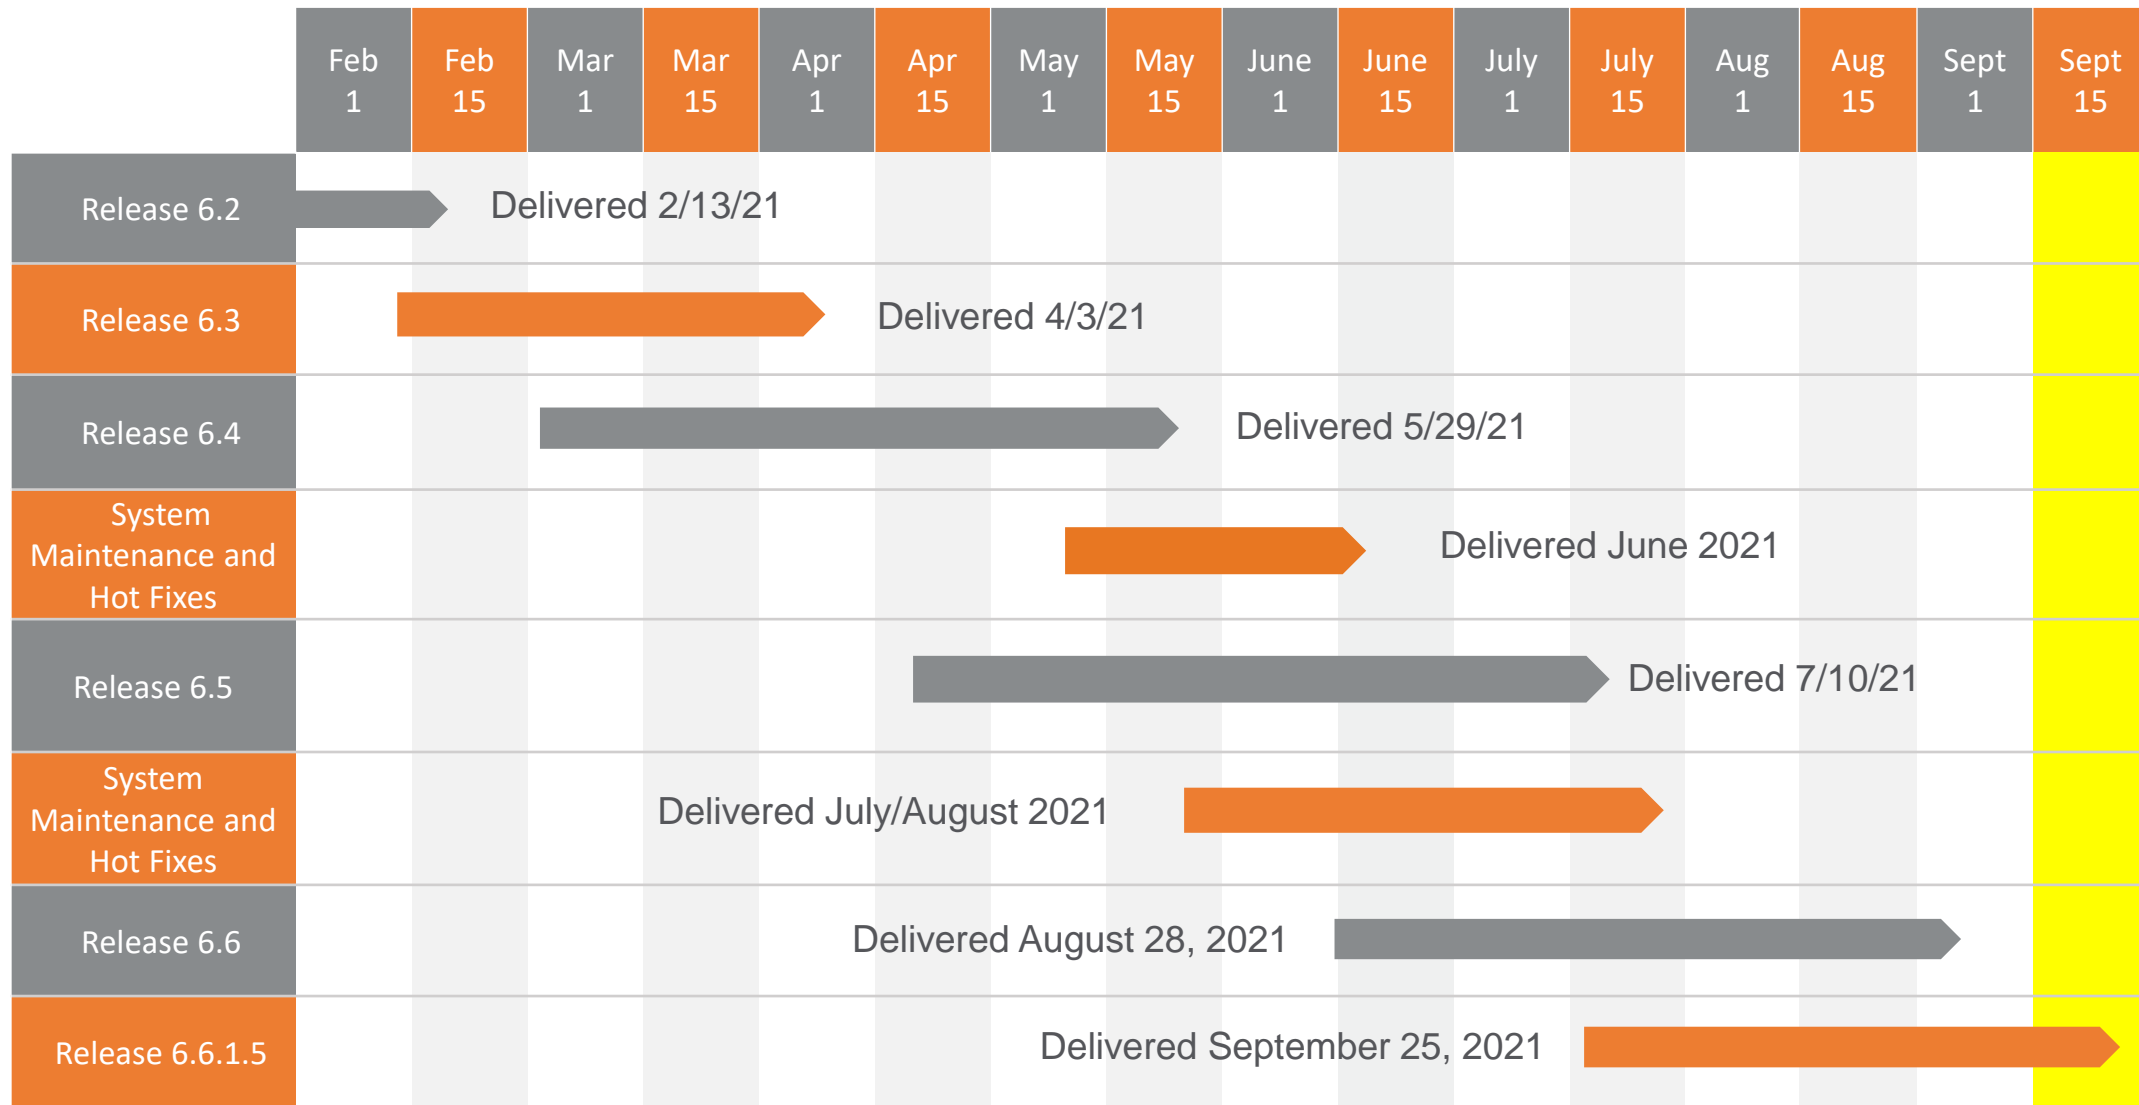 Feb
1
Feb
15
Mar
1
Mar
15
Apr
1
Apr
15
May
1
May
15
June
1
June
15
July
1
July
15
Aug
1
Aug
15
Sept
1
Sept
15
Release 6.2
Delivered 2/13/21
Release 6.3
Delivered 4/3/21
Release 6.4
Delivered 5/29/21
System
Maintenance and
Hot Fixes
Delivered June 2021
Release 6.5
Delivered 7/10/21
System
Maintenance and
Hot Fixes
Delivered July/August 2021
Release 6.6
Delivered August 28, 2021
Release 6.6.1.5
Delivered September 25, 2021